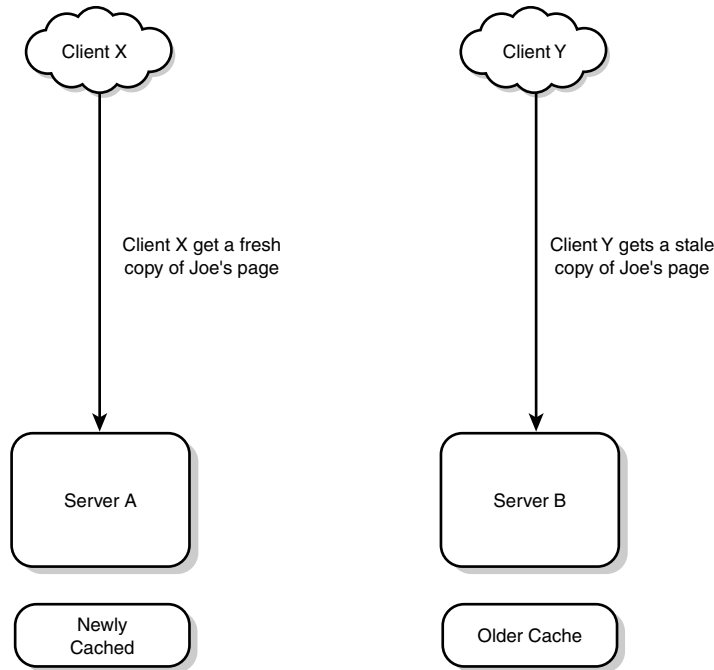 Client X
Client Y
Client X get a fresh
copy of Joe's page
Client Y gets a stale
copy of Joe's page
Server A
Server B
Newly
Cached
Older Cache